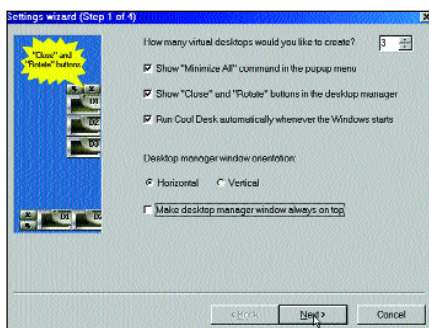 Settings wizard (Step 1 of 4)
How many virtual desktops would you like to create? 3
"Close" and
"Rotate" buttons
Show "Minimize All" command in the popup menu
Show "Close" and "Rotate" buttons in the desktop manager
Run Cool Desk automatically whenever the Windows starts
D1
D2
D3
Desktop manager window orientation:
Horizontal Vertical
Make desktop manager window always on top
D1
< Back Next > Cancel